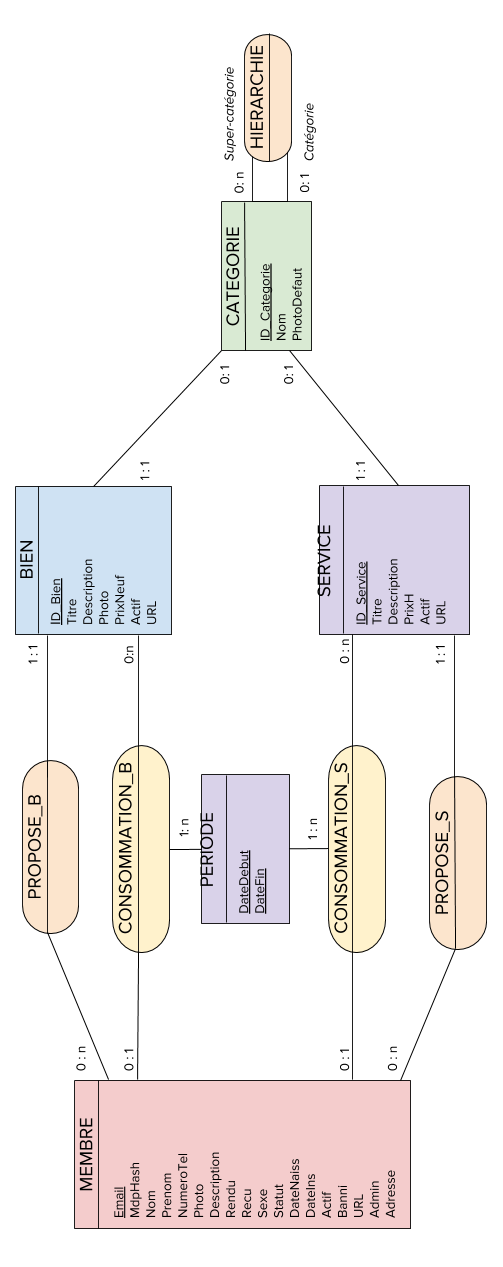 MEMBRE
Email
MdpHash
Nom
Prenom
NumeroTel
Photo
Description
Rendu
Recu
Sexe
Statut
DateNaiss
DateIns
Actif
Banni
URL
Admin
Adresse
0 : n
0 : 1
0 : 1
0 : n
PROPOSE_B
CONSOMMATION_B
1: n
PERIODE
DateDebut
DateFin
1 : n
CONSOMMATION_S
PROPOSE_S
1 : 1
0:n
0 : n
1 : 1
BIEN
ID_Bien
Titre
Description
Photo
PrixNeuf
Actif
URL
SERVICE
ID_Service
Titre
Description
PrixH
Actif
URL
1 : 1
1 : 1
0: 1
0: 1
CATEGORIE
ID_Categorie
Nom
PhotoDefaut
0: n
0: 1
Super-catégorie
HIERARCHIE
Catégorie